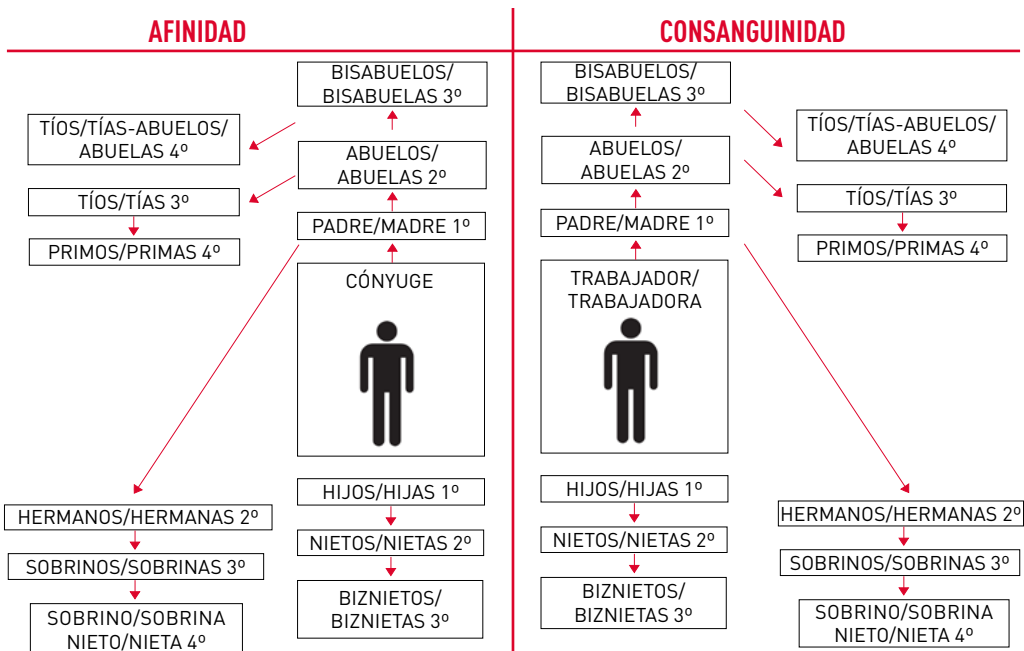 AFINIDAD
BISABUELOS/
BISABUELAS 3º
TÍOS/TÍAS-ABUELOS/
ABUELAS 4º
ABUELOS/
ABUELAS 2º
TÍOS/TÍAS 3º
PADRE/MADRE 1º
PRIMOS/PRIMAS 4º
CÓNYUGE
HIJOS/HIJAS 1º
HERMANOS/HERMANAS 2º
NIETOS/NIETAS 2º
SOBRINOS/SOBRINAS 3º
BIZNIETOS/
BIZNIETAS 3º
SOBRINO/SOBRINA
NIETO/NIETA 4º
CONSANGUINIDAD
BISABUELOS/
BISABUELAS 3º
TÍOS/TÍAS-ABUELOS/
ABUELAS 4º
ABUELOS/
ABUELAS 2º
TÍOS/TÍAS 3º
PADRE/MADRE 1º
PRIMOS/PRIMAS 4º
TRABAJADOR/
TRABAJADORA
HIJOS/HIJAS 1º
HERMANOS/HERMANAS 2º
NIETOS/NIETAS 2º
SOBRINOS/SOBRINAS 3º
BIZNIETOS/
BIZNIETAS 3º
SOBRINO/SOBRINA
NIETO/NIETA 4º